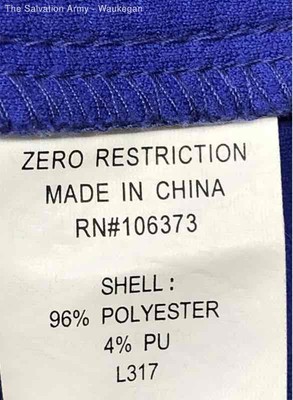 The Salvation Army - Waukegan
ZERO RESTRICTION
MADE IN CHINA
RN#106373
SHELL:
96% POLYESTER
4% PU
L317